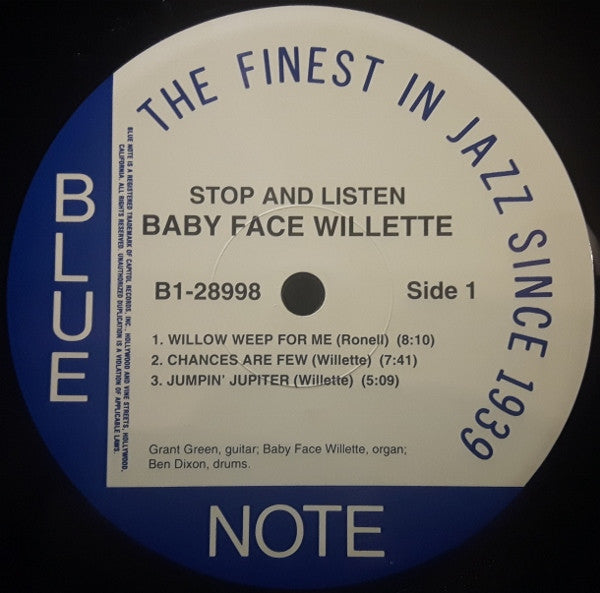 THE FINEST IN JAZZ SINCE 1939
BLUE
BLUE NOTE IS A REGISTERED TRADEMARK OF CAPITOL RECORDS, INC., HOLLYWOOD AND VINE STREETS, HOLLYWOOD,
CALIFORNIA. ALL RIGHTS RESERVED. UNAUTHORIZED DUPLICATION IS A VIOLATION OF APPLICABLE LAWS.
STOP AND LISTEN
BABY FACE WILLETTE
B1-28998 Side 1
1. WILLOW WEEP FOR ME (Ronell) (8:10)
2. CHANCES ARE FEW (Willette) (7:41)
3. JUMPIN' JUPITER (Willette) (5:09)
Grant Green, guitar; Baby Face Willette, organ;
Ben Dixon, drums.
NOTE